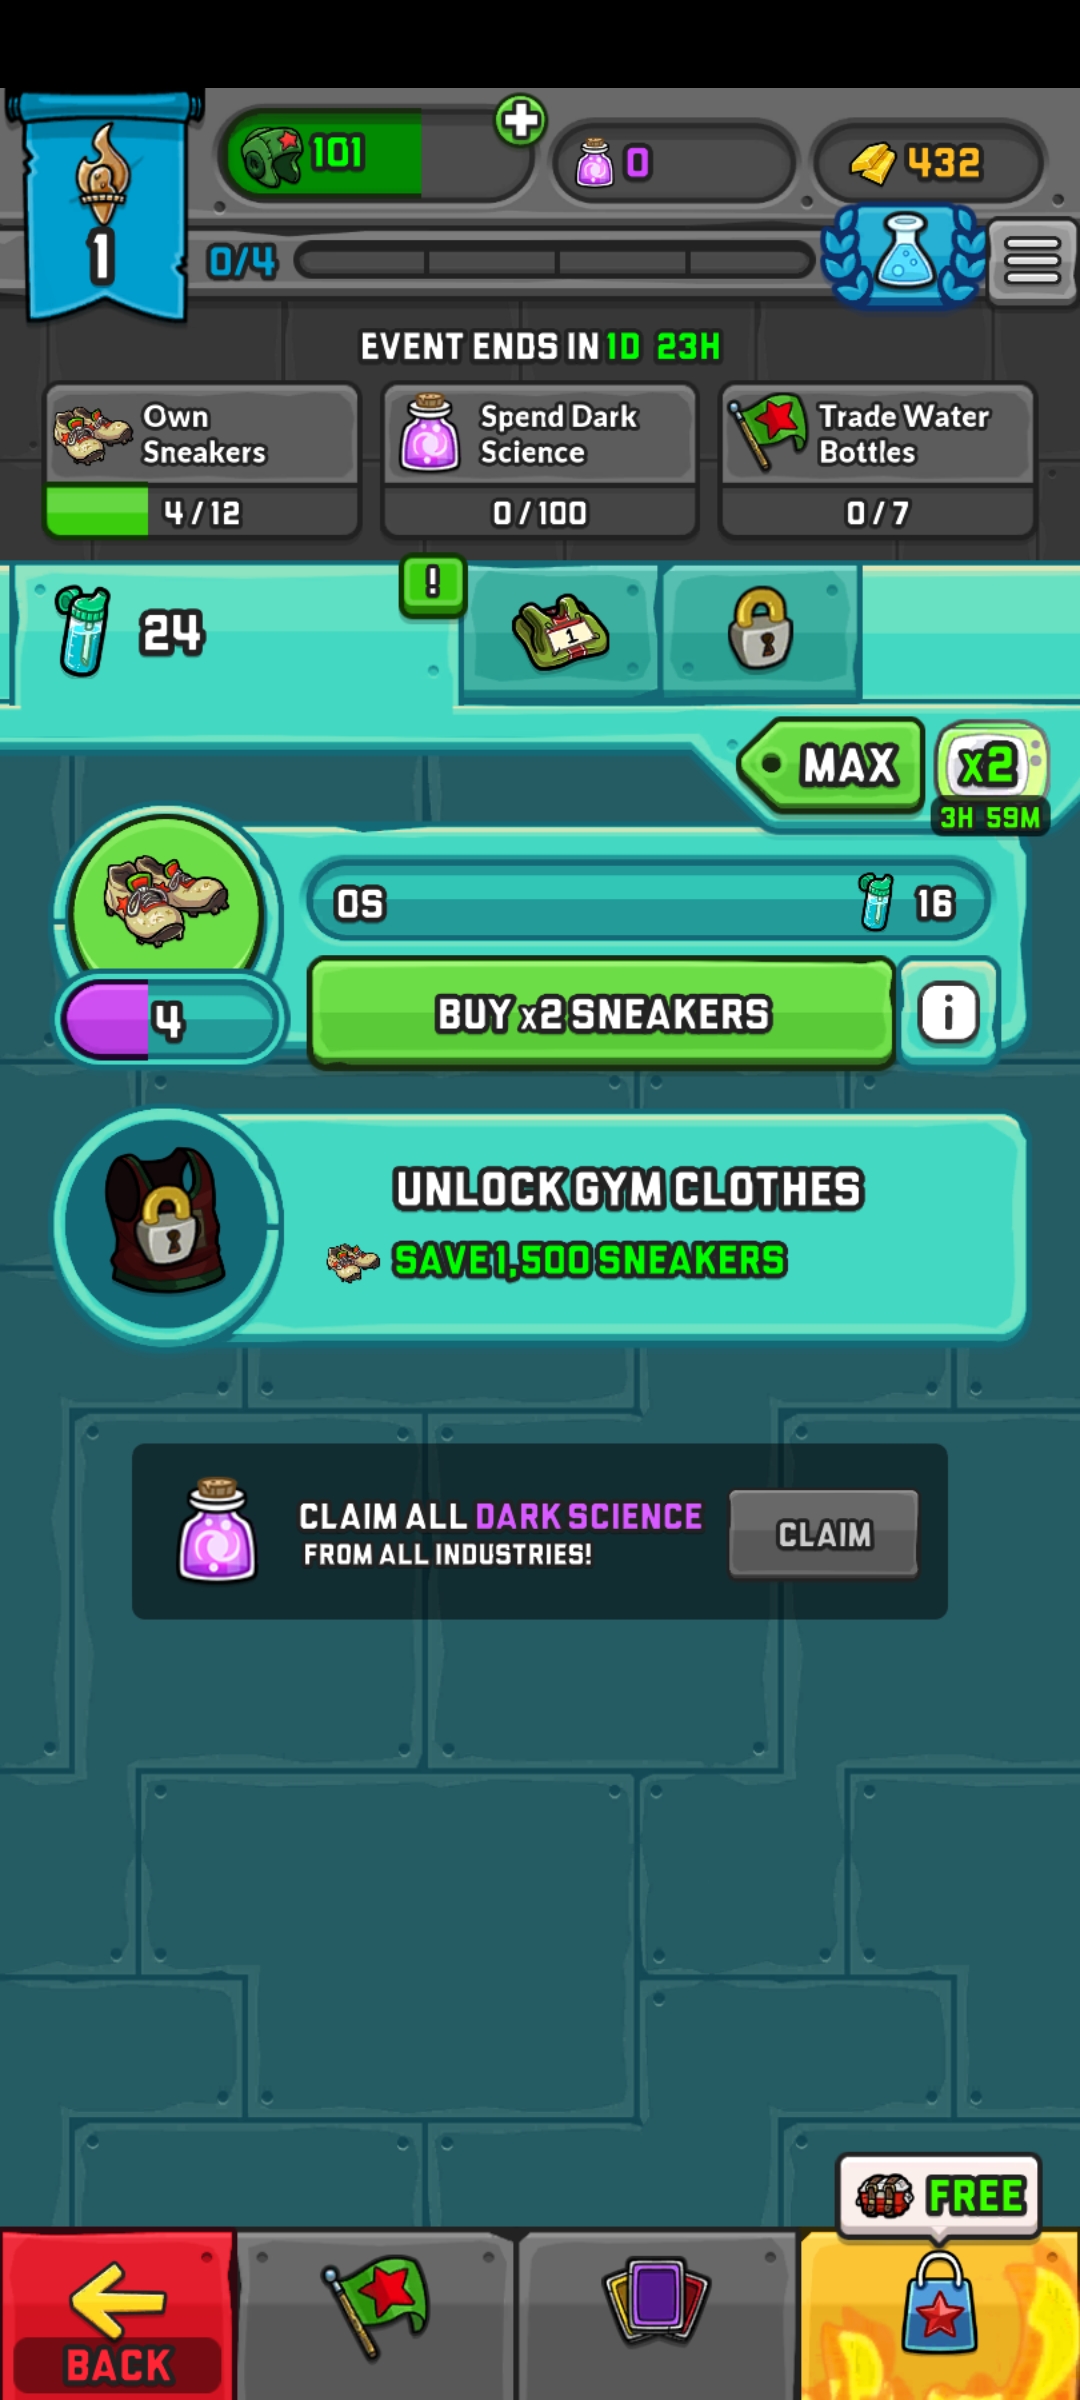 101
0
432
1
0/4
EVENT ENDS IN 1D 23H
Own
Sneakers
4/12
Spend Dark
Science
0/100
Trade Water
Bottles
0/7
24
!
1
MAX
x2
3H 59M
0S
16
4
BUY x2 SNEAKERS
i
UNLOCK GYM CLOTHES
SAVE 1,500 SNEAKERS
CLAIM ALL DARK SCIENCE
FROM ALL INDUSTRIES!
CLAIM
FREE
BACK